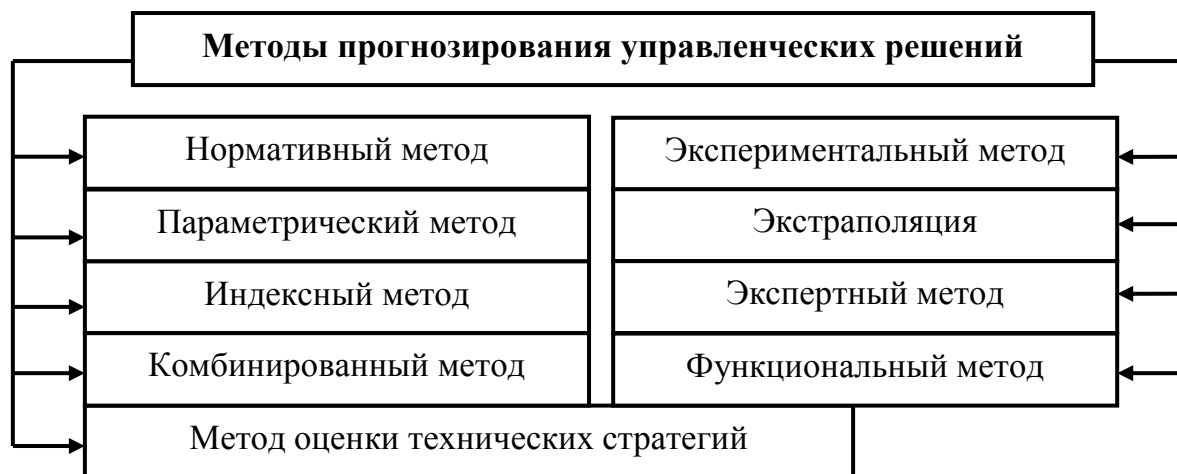 Методы прогнозирования управленческих решений
Нормативный метод
Экспериментальный метод
Параметрический метод
Экстраполяция
Индексный метод
Экспертный метод
Комбинированный метод
Функциональный метод
Метод оценки технических стратегий